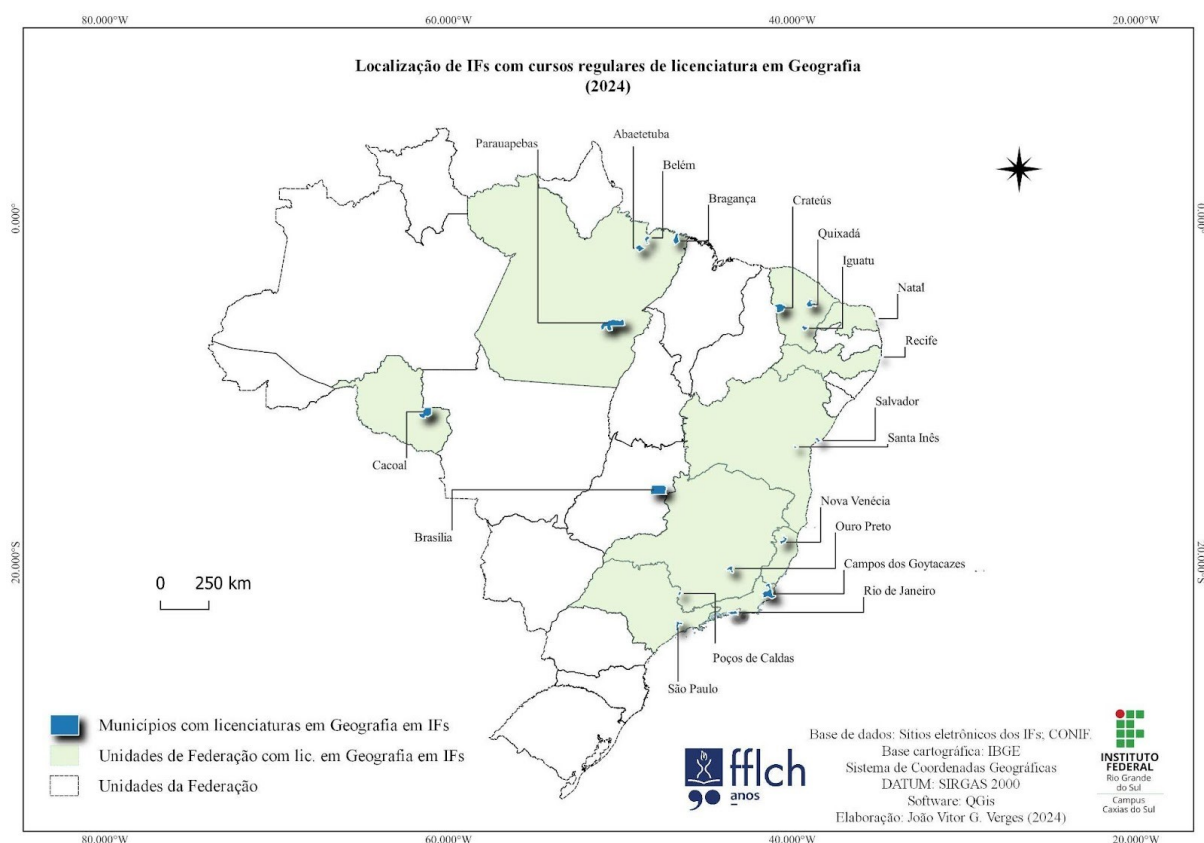 80.000°W
60.000°W
40.000°W
20.000°W
Localização de IFs com cursos regulares de licenciatura em Geografia
(2024)
Abaetetuba
Parauapebas
Belém
Bragança
Crateús
Quixadá
Iguatu
Natal
Recife
Salvador
Santa Inês
Cacoal
Brasília
Nova Venécia
Ouro Preto
Campos dos Goytacazes
Rio de Janeiro
Poços de Caldas
São Paulo
0.000°
0.000°
20.000°S
20.000°S
0 250 km
Municípios com licenciaturas em Geografia em IFs
Unidades de Federação com lic. em Geografia em IFs
Unidades da Federação
fflch
90 anos
Base de dados: Sitios eletrônicos dos IFs; CONIF.
Base cartográfica: IBGE
Sistema de Coordenadas Geográficas
DATUM: SIRGAS 2000
Software: QGis
Elaboração: João Vitor G. Verges (2024)
INSTITUTO
FEDERAL
Rio Grande
do Sul
Campus
Caxias do Sul
80.000°W
60.000°W
40.000°W
20.000°W